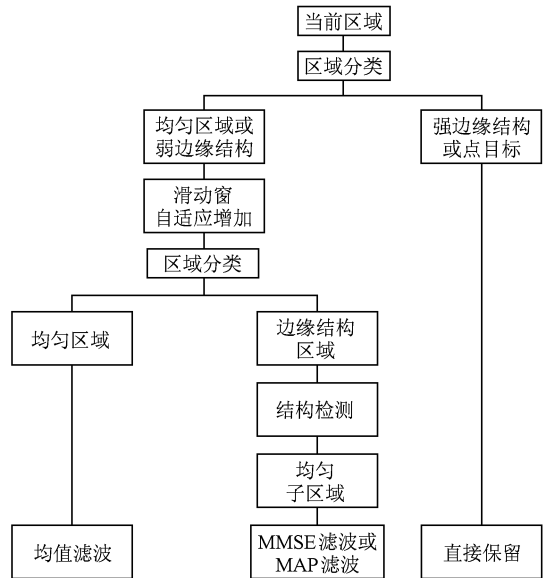 当前区域
区域分类
均匀区域或
弱边缘结构
强边缘结构
或点目标
滑动窗
自适应增加
区域分类
均匀区域
边缘结构
区域
结构检测
均匀
子区域
均值滤波
MMSE滤波或
MAP滤波
直接保留